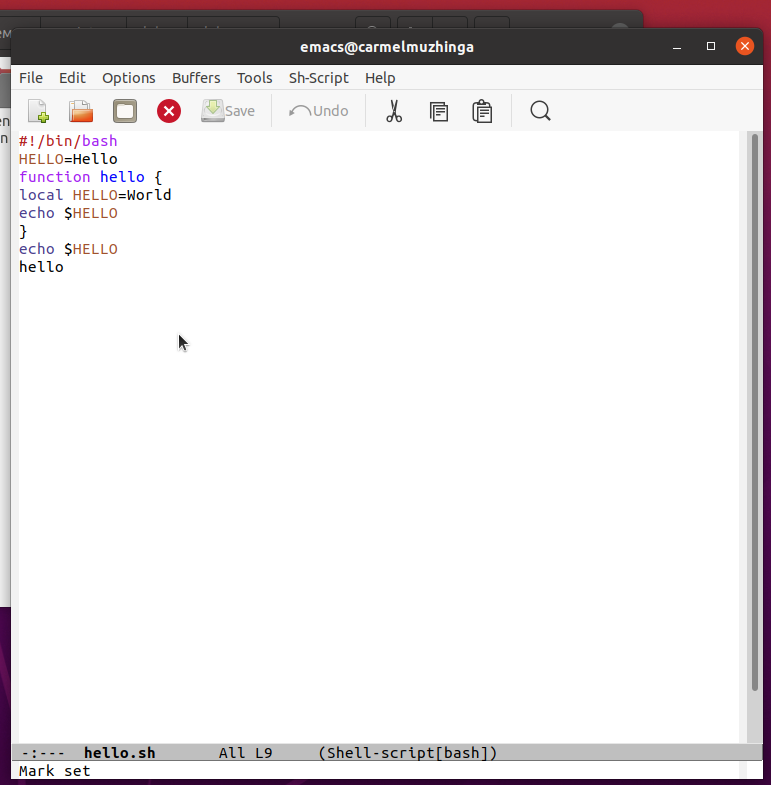 emacs@carmelmuzhinga
File Edit Options Buffers Tools Sh-Script Help
Save Undo
#!/bin/bash
HELLO=Hello
function hello {
local HELLO=World
echo $HELLO
}
echo $HELLO
hello
-:--- hello.sh All L9 (Shell-script[bash])
Mark set